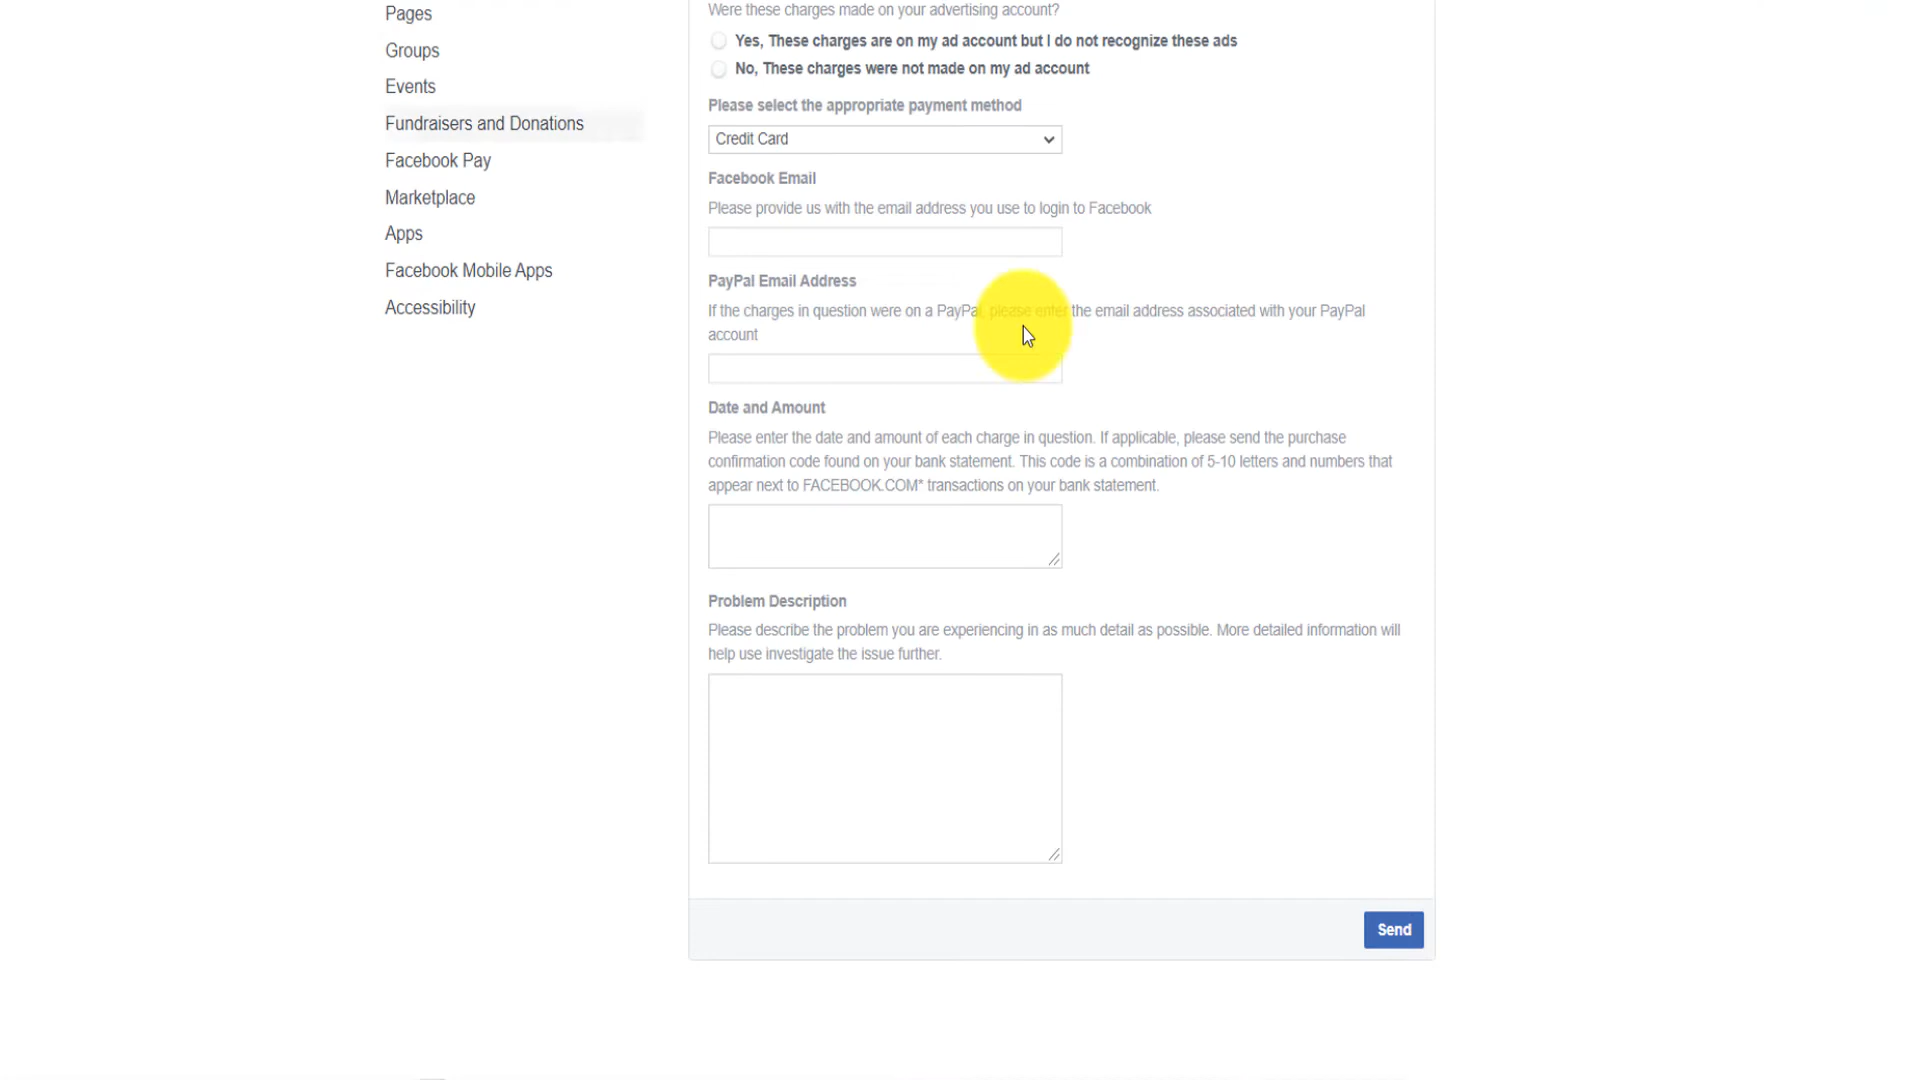 Pages
Groups
Events
Fundraisers and Donations
Facebook Pay
Marketplace
Apps
Facebook Mobile Apps
Accessibility
Were these charges made on your advertising account?
Yes, These charges are on my ad account but I do not recognize these ads
No, These charges were not made on my ad account
Please select the appropriate payment method
Credit Card
Facebook Email
Please provide us with the email address you use to login to Facebook
PayPal Email Address
If the charges in question were on a PayPal, please enter the email address associated with your PayPal
account
Date and Amount
Please enter the date and amount of each charge in question. If applicable, please send the purchase
confirmation code found on your bank statement. This code is a combination of 5-10 letters and numbers that
appear next to FACEBOOK.COM* transactions on your bank statement.
Problem Description
Please describe the problem you are experiencing in as much detail as possible. More detailed information will
help use investigate the issue further.
Send